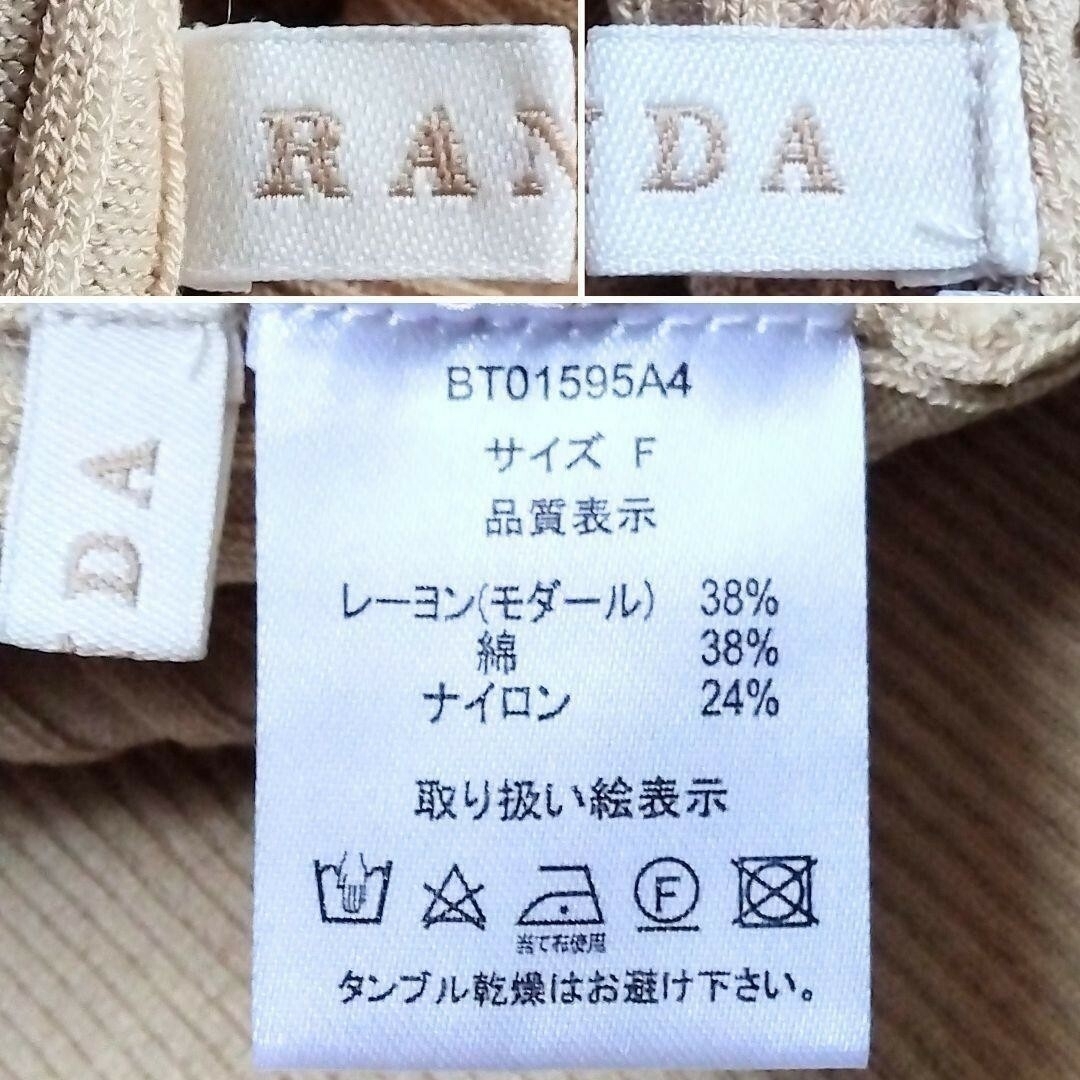 RAN
DA
DA
BT01595A4
サイズ F
品質表示
レーヨン(モダール) 38%
綿 38%
ナイロン 24%
取り扱い絵表示
F
当て布使用
タンブル乾燥はお避け下さい。